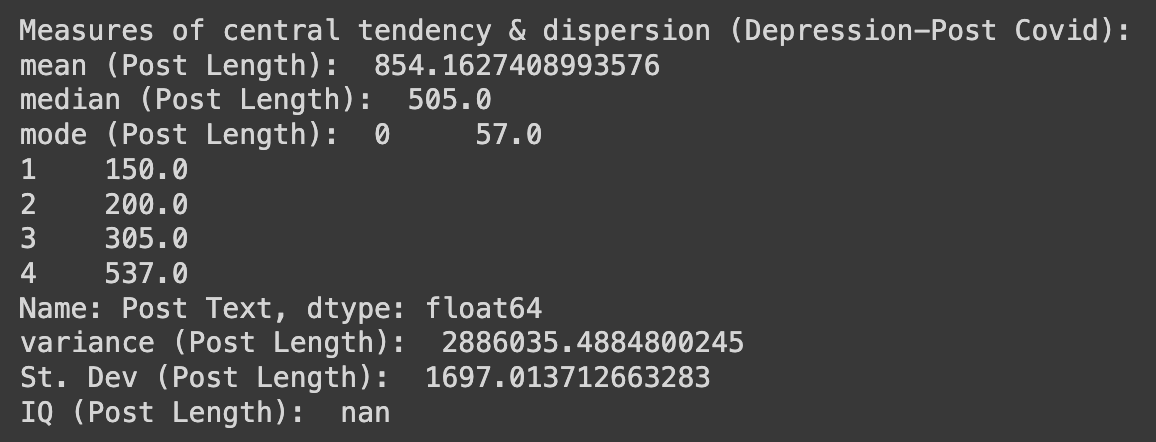 Measures of central tendency & dispersion (Depression-Post Covid):
mean (Post Length):  854.1627408993576
median (Post Length):  505.0
mode (Post Length):  0     57.0
1    150.0
2    200.0
3    305.0
4    537.0
Name: Post Text, dtype: float64
variance (Post Length):  2886035.4884800245
St. Dev (Post Length):  1697.013712663283
IQ (Post Length):  nan